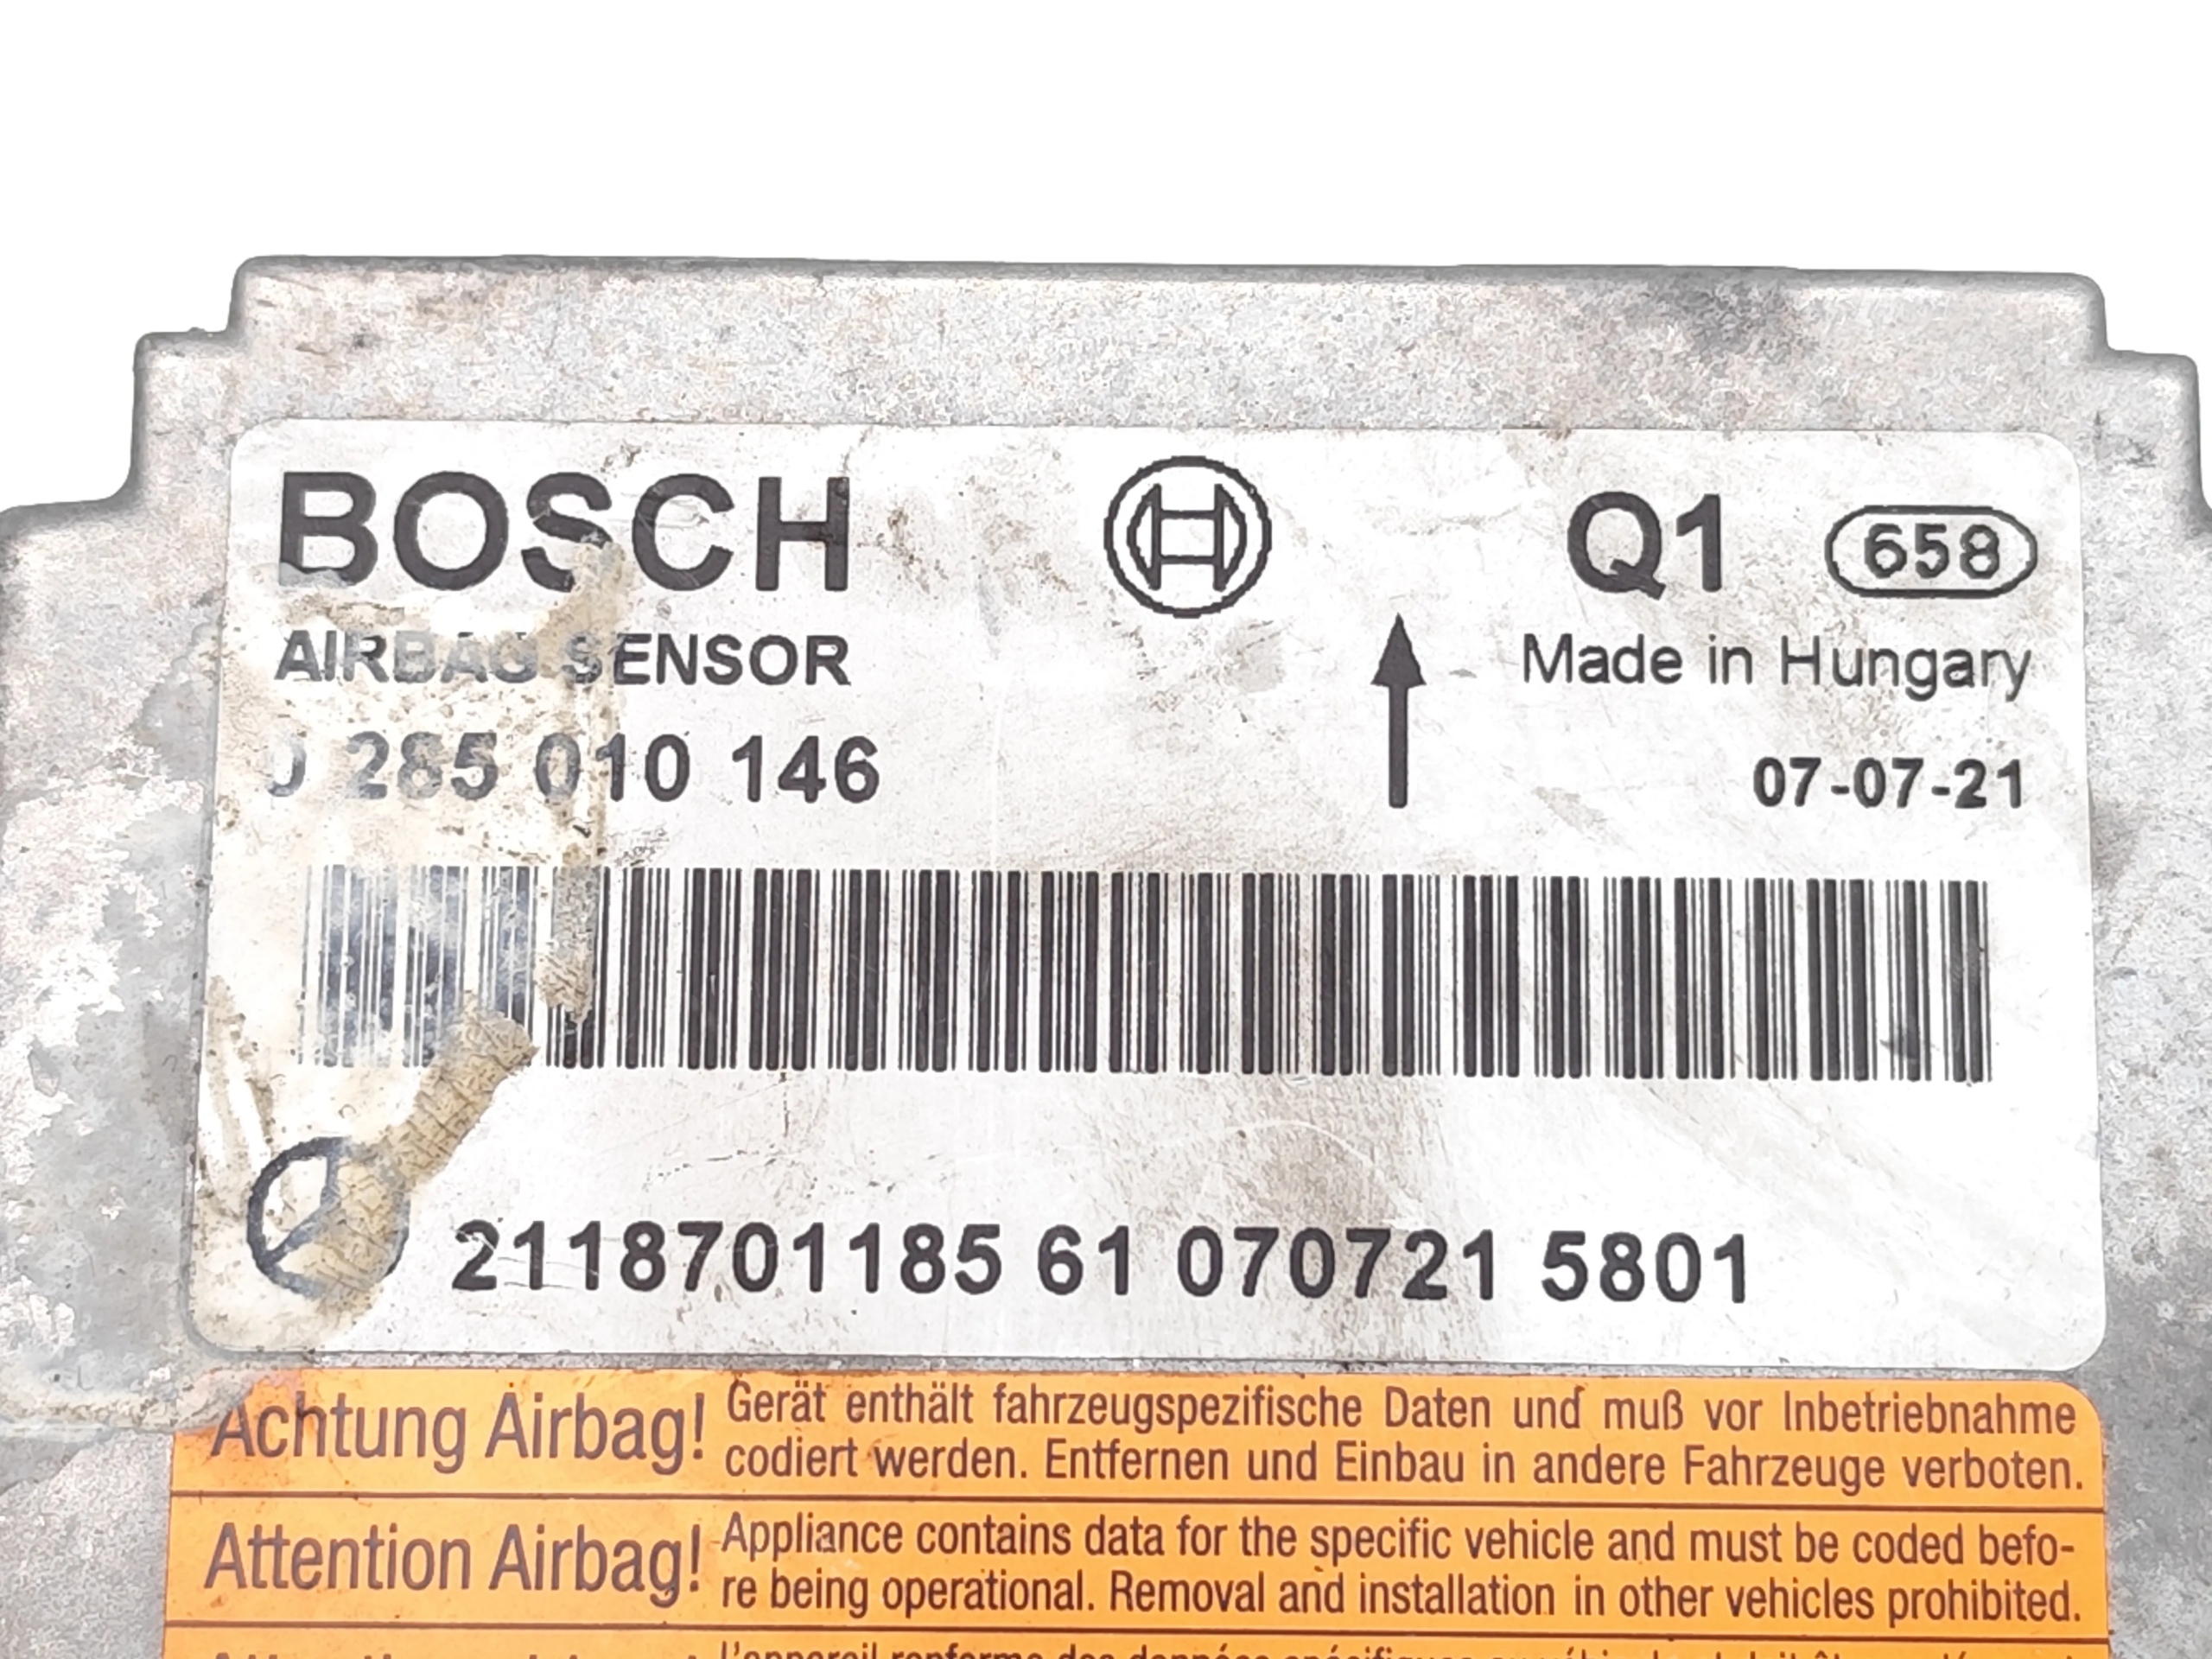 BOSCH Q1 658
AIRBAG SENSOR Made in Hungary
0 285 010 146 07-07-21
2118701185 61 070721 5801
Achtung Airbag! Gerät enthält fahrzeugspezifische Daten und muß vor Inbetriebnahme
codiert werden. Entfernen und Einbau in andere Fahrzeuge verboten.
Attention Airbag! Appliance contains data for the specific vehicle and must be coded befo-
re being operational. Removal and installation in other vehicles prohibited.